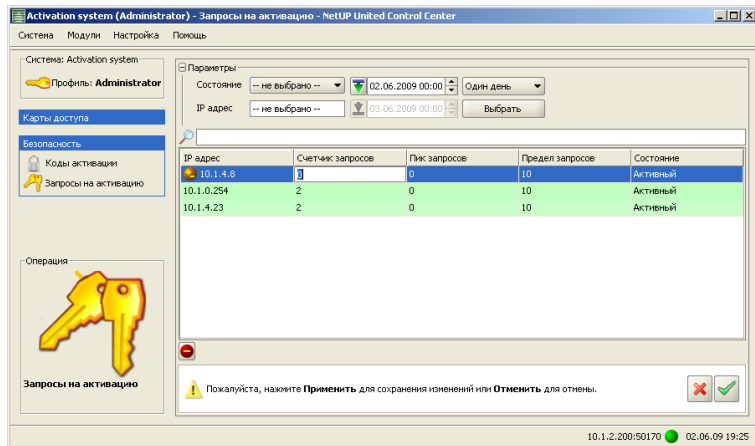 Activation system (Administrator) - Запросы на активацию - NetUP United Control Center
Система Модули Настройка Помощь
Система: Activation system
Профиль: Administrator
Карты доступа
Безопасность
Коды активации
Запросы на активацию
Операция
Запросы на активацию
Параметры
Состояние -- не выбрано -- 02.06.2009 00:00 Один день
IP адрес -- не выбрано -- 03.06.2009 00:00 Выбрать
IP адрес Счетчик запросов Пик запросов Предел запросов Состояние
10.1.4.8 0 0 10 Активный
10.1.0.254 2 0 10 Активный
10.1.4.23 2 0 10 Активный
Пожалуйста, нажмите Применить для сохранения изменений или Отменить для отмены.
10.1.2.200:50170 02.06.09 19:25